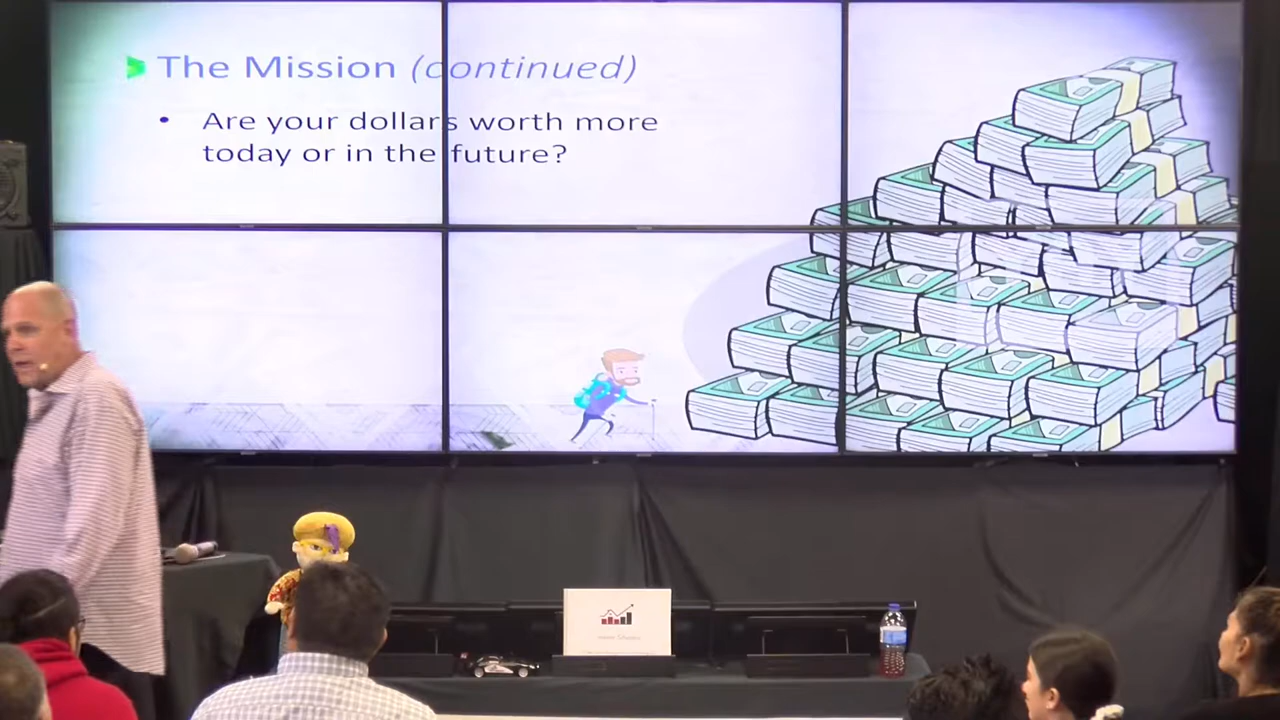 The Mission (continued)
• Are your dollars worth more
today or in the future?